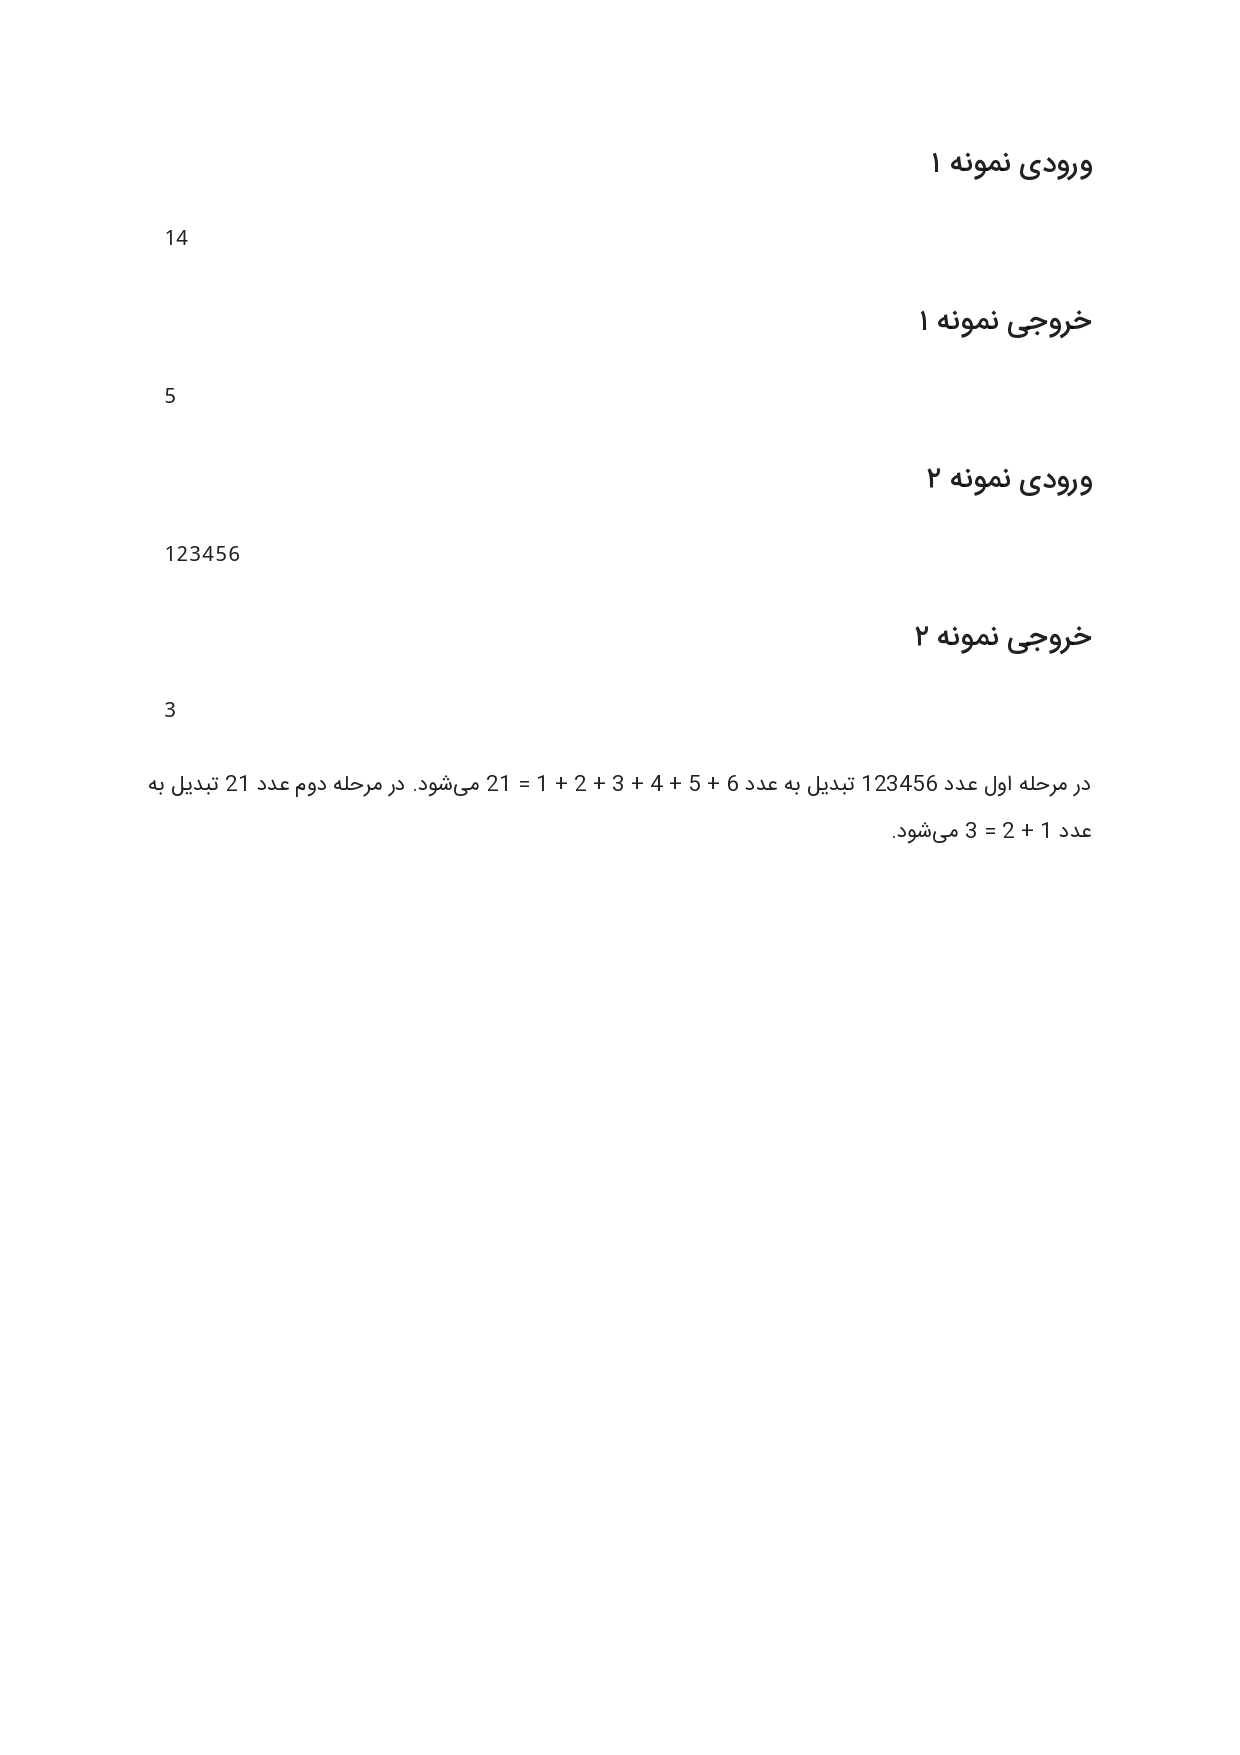 ورودی نمونه ۱
14
خروجی نمونه ۱
5
ورودی نمونه ۲
123456
خروجی نمونه ۲
3
در مرحله اول عدد 123456 تبدیل به عدد 21 = 1 + 2 + 3 + 4 + 5 + 6 می‌شود. در مرحله دوم عدد 21 تبدیل به
عدد 3 = 2 + 1 می‌شود.